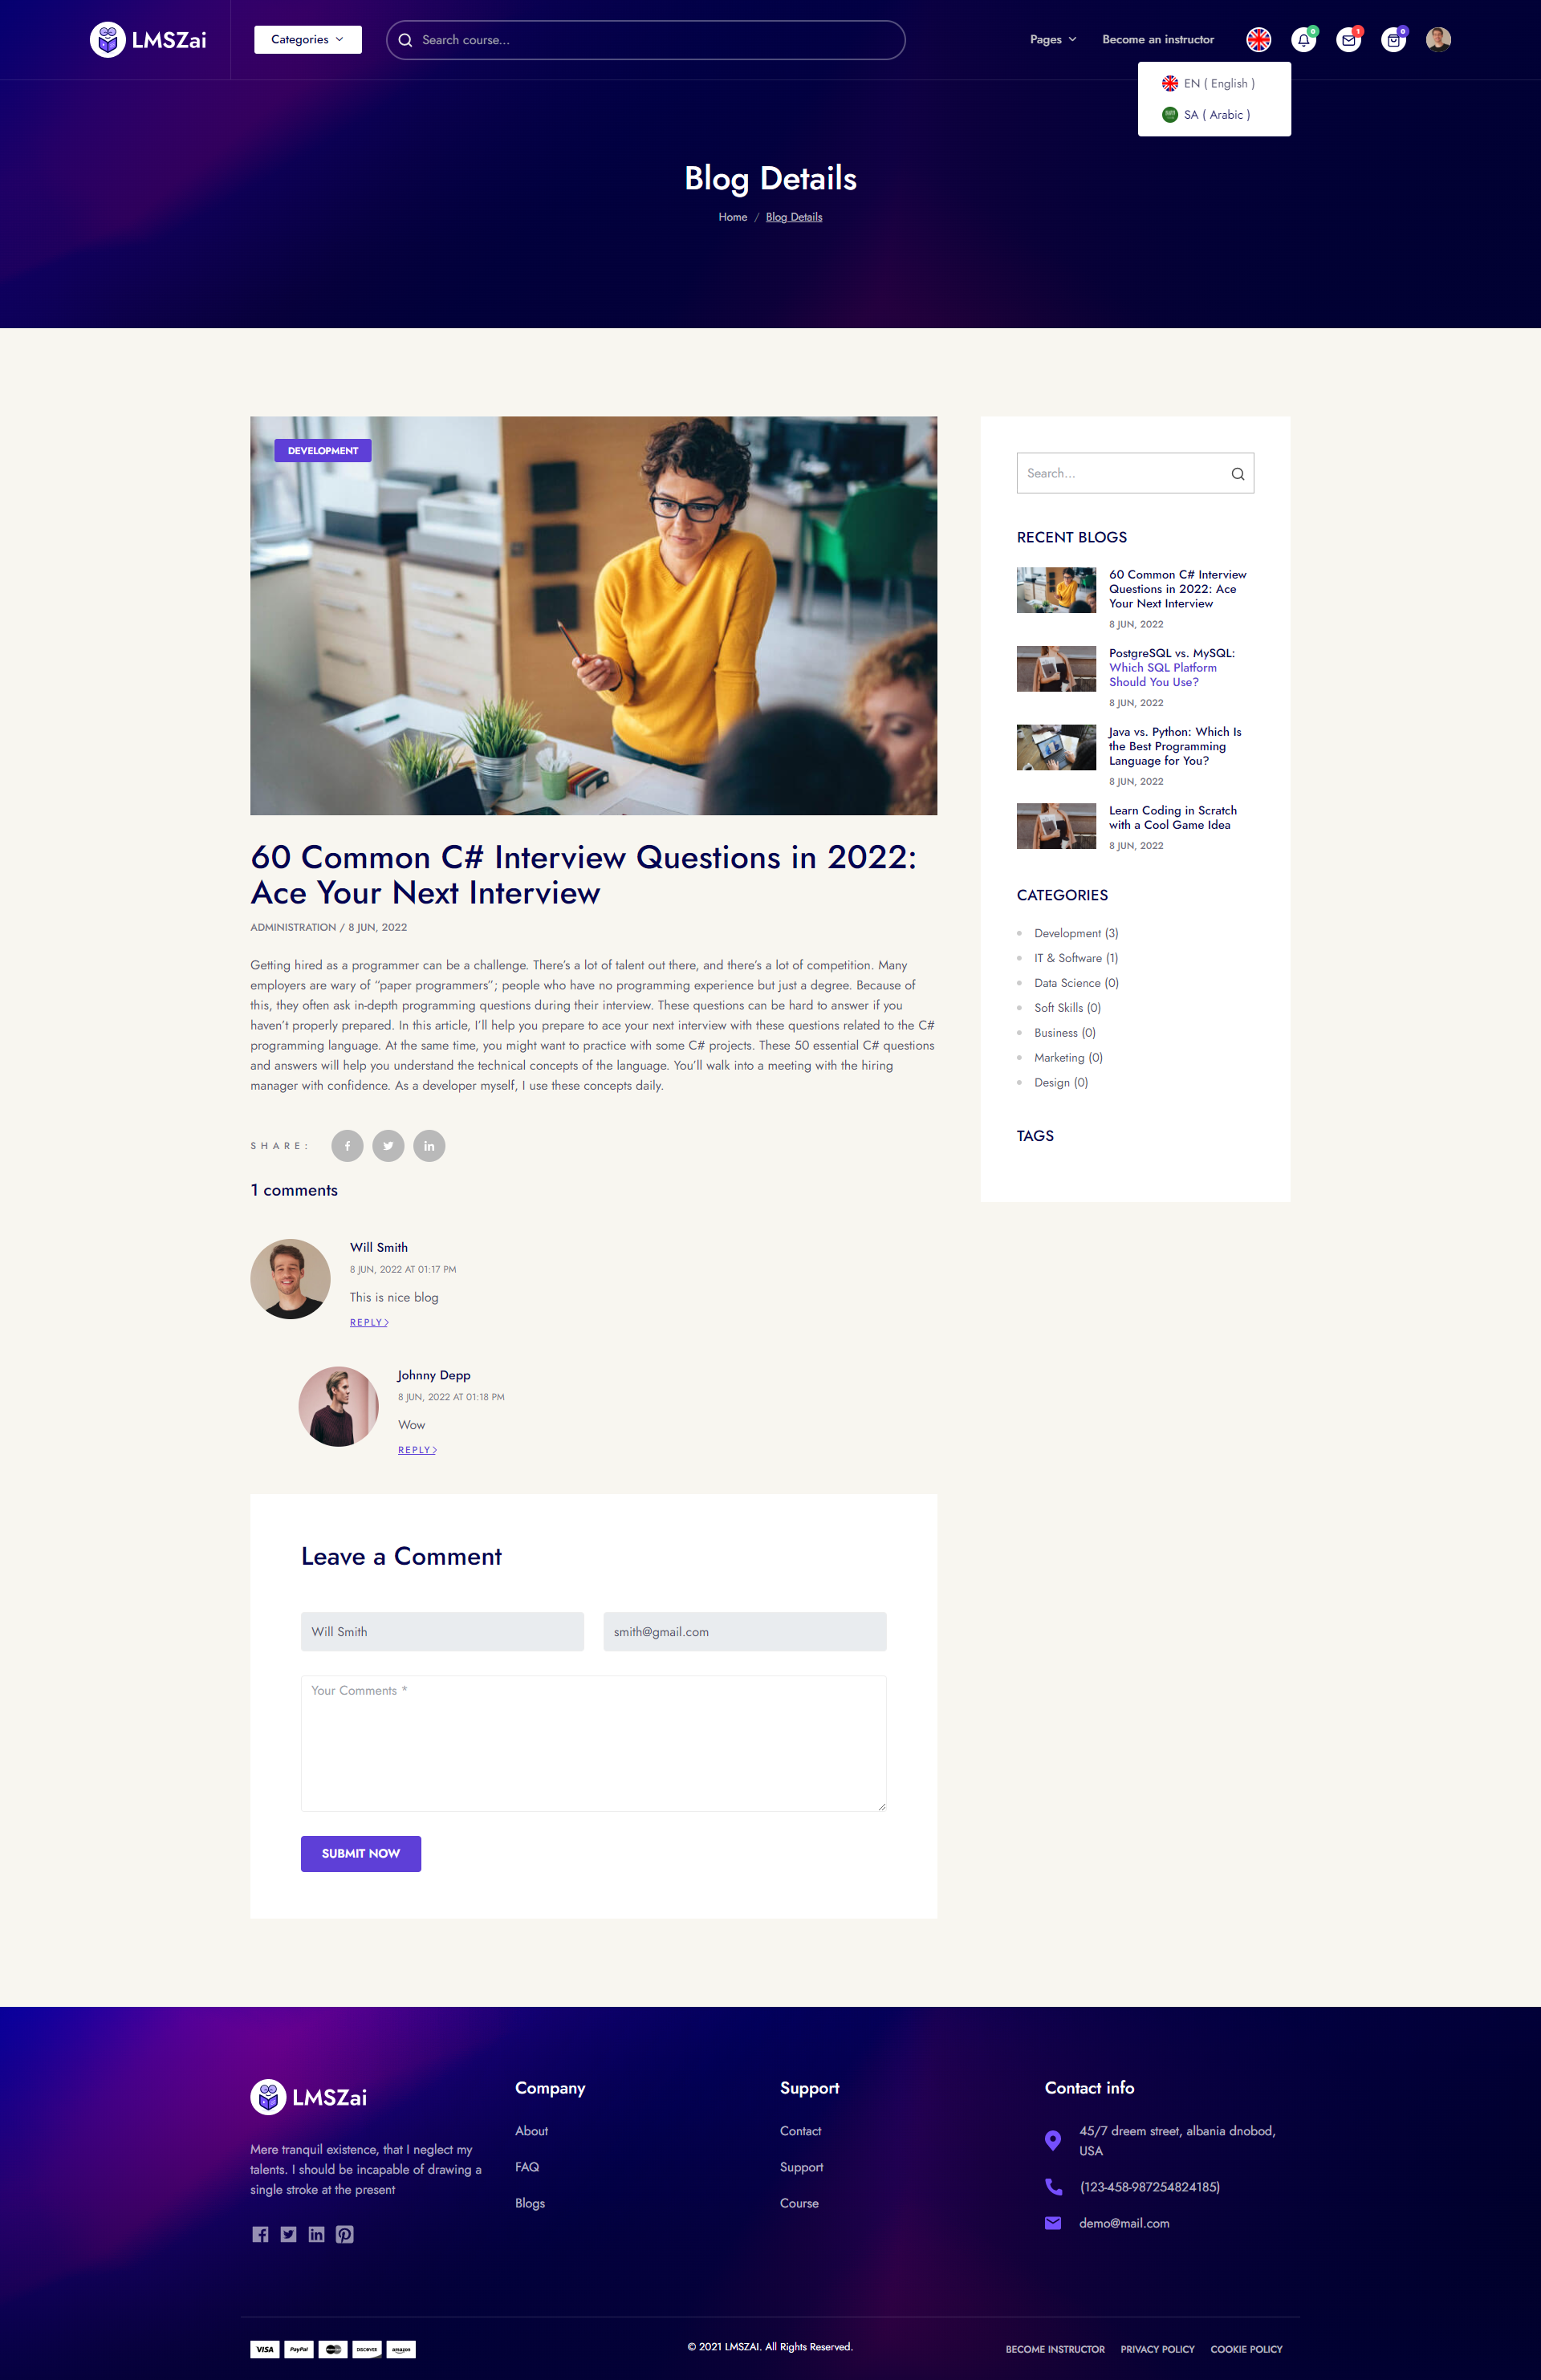 LMSZai
Categories
Search course...
Pages
Become an instructor
0
1
0
EN ( English )
SA ( Arabic )
Blog Details
Home / Blog Details
DEVELOPMENT
60 Common C# Interview Questions in 2022:
Ace Your Next Interview
ADMINISTRATION / 8 JUN, 2022
Getting hired as a programmer can be a challenge. There’s a lot of talent out there, and there’s a lot of competition. Many
employers are wary of “paper programmers”; people who have no programming experience but just a degree. Because of
this, they often ask in-depth programing questions during their interview. These questions can be hard to answer if you
haven’t properly prepared. In this article, I’ll help you prepare to ace your next interview with these questions related to the C#
programming language. At the same time, you might want to practice with some C# projects. These 50 essential C# questions
and answers will help you understand the technical concepts of the language. You’ll walk into a meeting with the hiring
manager with confidence. As a developer myself, I use these concepts daily.
SHARE:
1 comments
Will Smith
8 JUN, 2022 AT 01:17 PM
This is nice blog
REPLY
Johnny Depp
8 JUN, 2022 AT 01:18 PM
Wow
REPLY
Leave a Comment
Will Smith
smith@gmail.com
Your Comments *
SUBMIT NOW
Search...
RECENT BLOGS
60 Common C# Interview
Questions in 2022: Ace
Your Next Interview
8 JUN, 2022
PostgreSQL vs. MySQL:
Which SQL Platform
Should You Use?
8 JUN, 2022
Java vs. Python: Which Is
the Best Programming
Language for You?
8 JUN, 2022
Learn Coding in Scratch
with a Cool Game Idea
8 JUN, 2022
CATEGORIES
Development (3)
IT & Software (1)
Data Science (0)
Soft Skills (0)
Business (0)
Marketing (0)
Design (0)
TAGS
LMSZai
Mere tranquil existence, that I neglect my
talents. I should be incapable of drawing a
single stroke at the present
Company
About
FAQ
Blogs
Support
Contact
Support
Course
Contact info
45/7 dreem street, albania dnobod,
USA
(123-458-987254824185)
demo@mail.com
VISA
PayPal
DISCOVER
amazon
© 2021 LMSZAI. All Rights Reserved.
BECOME INSTRUCTOR
PRIVACY POLICY
COOKIE POLICY